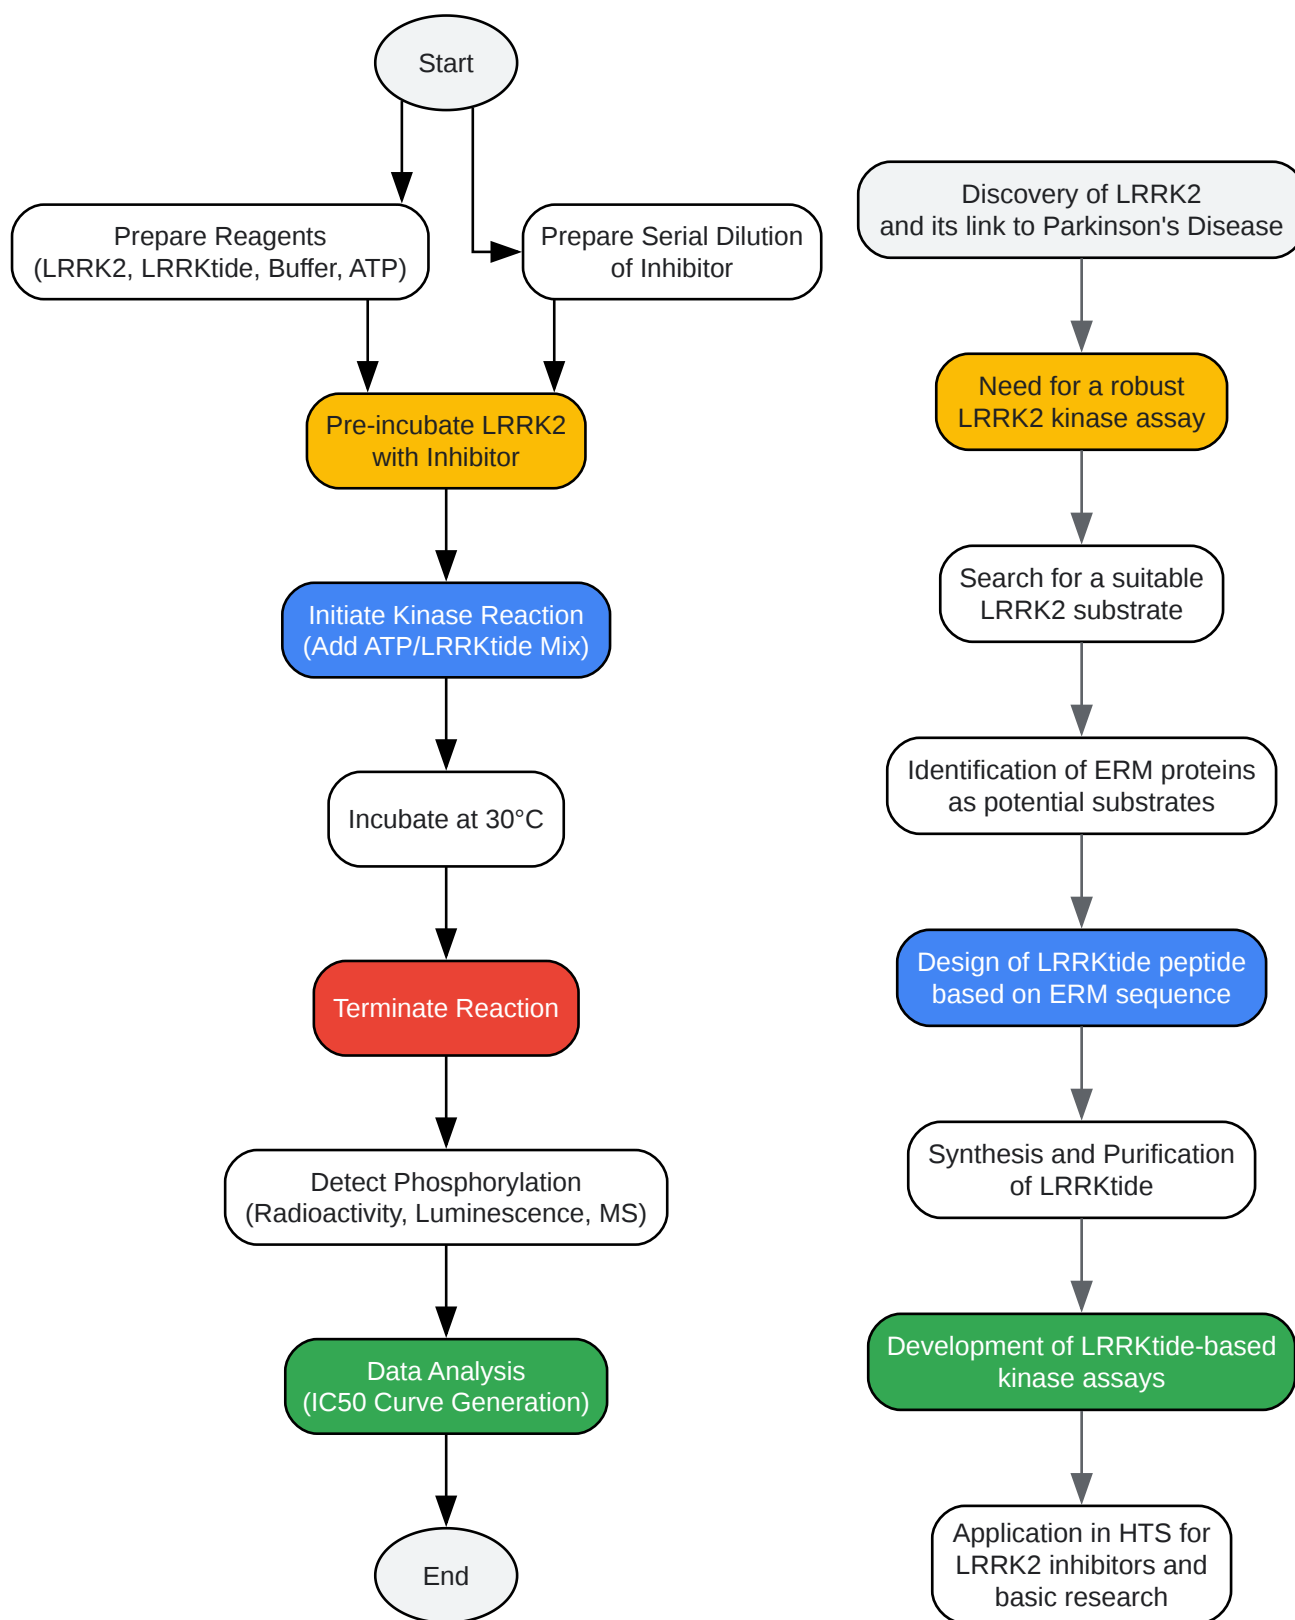 Start
Prepare Reagents
(LRRK2, LRRKtide, Buffer, ATP)
Prepare Serial Dilution
of Inhibitor
Pre-incubate LRRK2
with Inhibitor
Initiate Kinase Reaction
(Add ATP/LRRKtide Mix)
Incubate at 30°C
Terminate Reaction
Detect Phosphorylation
(Radioactivity, Luminescence, MS)
Data Analysis
(IC50 Curve Generation)
End
Discovery of LRRK2
and its link to Parkinson's Disease
Need for a robust
LRRK2 kinase assay
Search for a suitable
LRRK2 substrate
Identification of ERM proteins
as potential substrates
Design of LRRKtide peptide
based on ERM sequence
Synthesis and Purification
of LRRKtide
Development of LRRKtide-based
kinase assays
Application in HTS for
LRRK2 inhibitors and
basic research